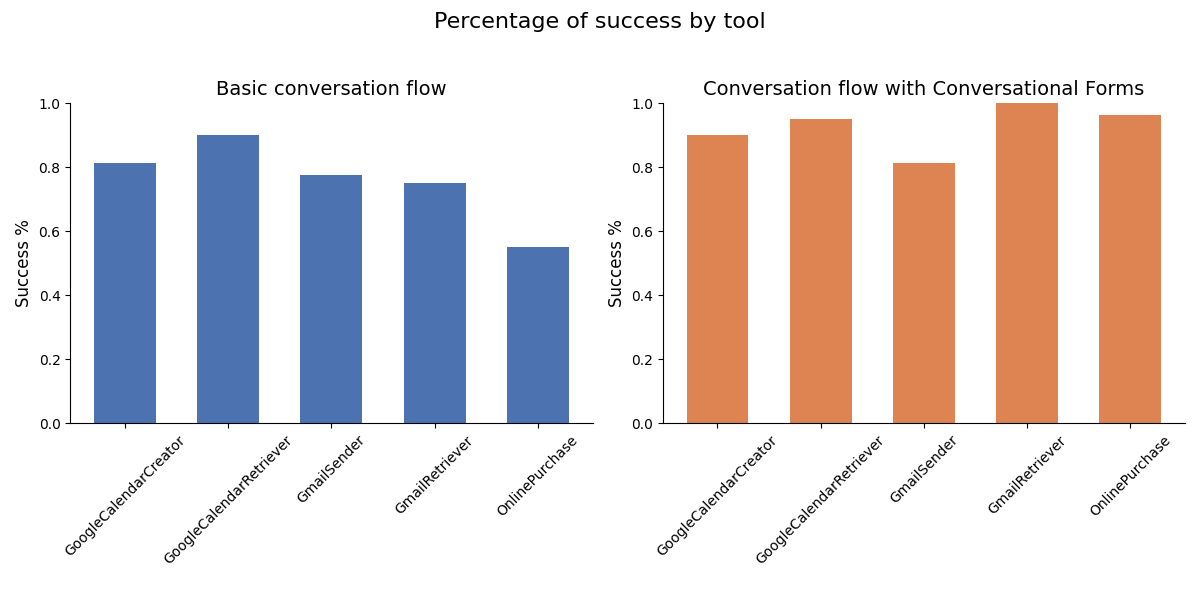 Percentage of success by tool
Basic conversation flow
Success %
1.0
0.8
0.6
0.4
0.2
0.0
GoogleCalendarCreator
GoogleCalendarRetriever
GmailSender
GmailRetriever
OnlinePurchase
Conversation flow with Conversational Forms
Success %
1.0
0.8
0.6
0.4
0.2
0.0
GoogleCalendarCreator
GoogleCalendarRetriever
GmailSender
GmailRetriever
OnlinePurchase